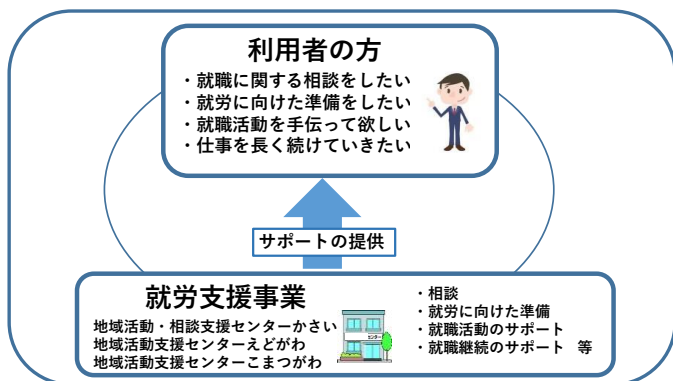 利用者の方
・就職に関する相談をしたい
・就労に向けた準備をしたい
・就職活動を手伝って欲しい
・仕事を長く続けていきたい
サポートの提供
就労支援事業
地域活動・相談支援センターかさい
地域活動支援センターえどがわ
地域活動支援センターこまつがわ
センター
・相談
・就労に向けた準備
・就職活動のサポート
・就職継続のサポート 等